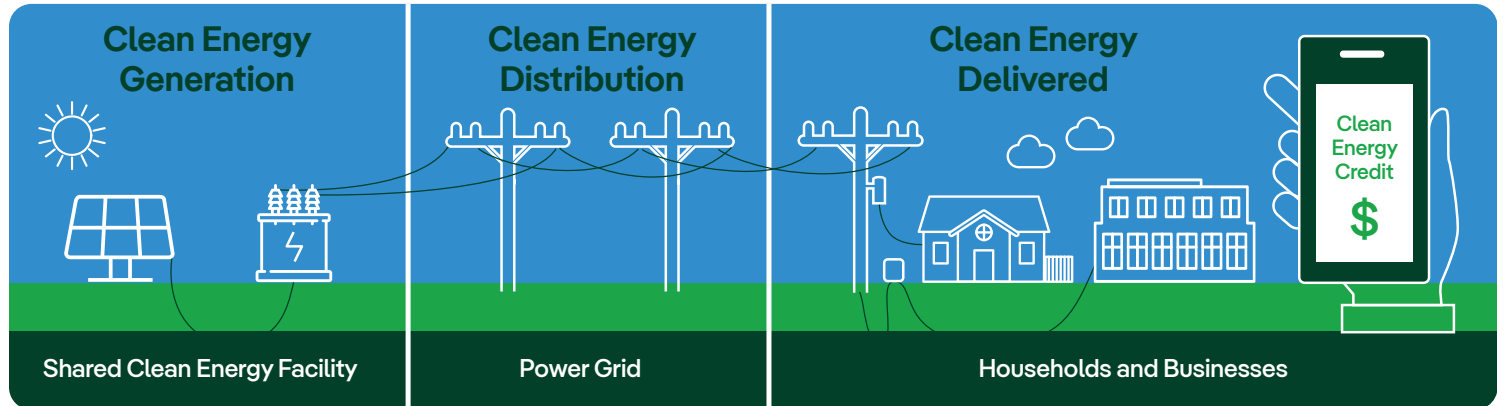 Clean Energy
Generation
Shared Clean Energy Facility
Clean Energy
Distribution
Power Grid
Clean Energy
Delivered
Clean
Energy
Credit
$
Households and Businesses